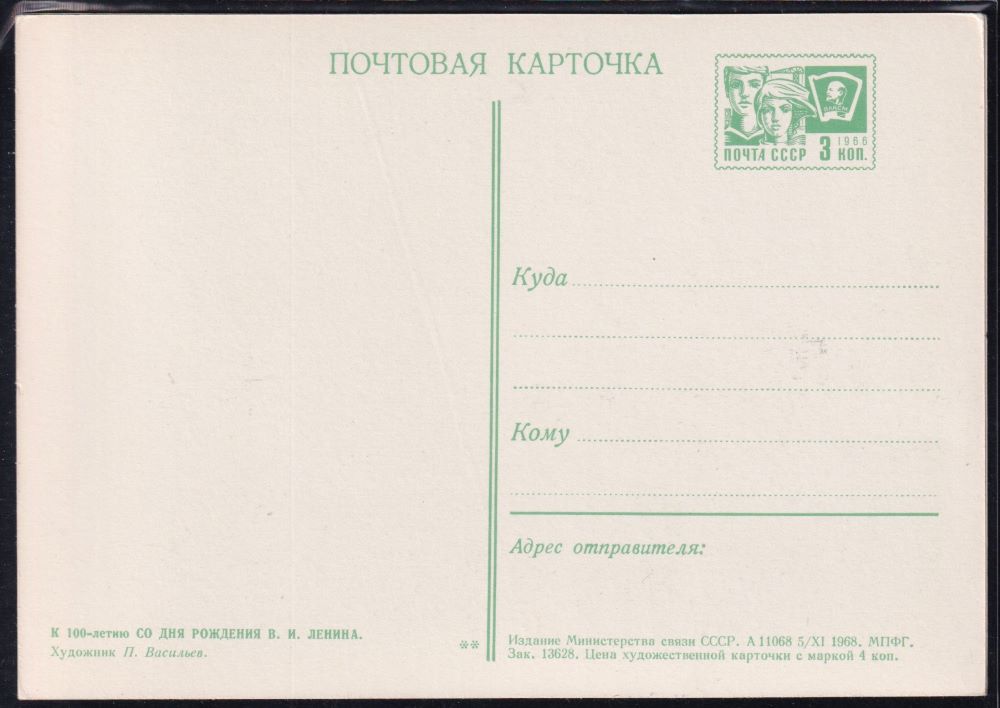 ПОЧТОВАЯ КАРТОЧКА
ВЛКСМ
1966
ПОЧТА СССР 3 КОП.
Куда
Кому
Адрес отправителя:
К 100-летию СО ДНЯ РОЖДЕНИЯ В. И. ЛЕНИНА.
Художник П. Васильев.
**
Издание Министерства связи СССР. А 11068 5/XI 1968. МПФГ.
Зак. 13628. Цена художественной карточки с маркой 4 коп.